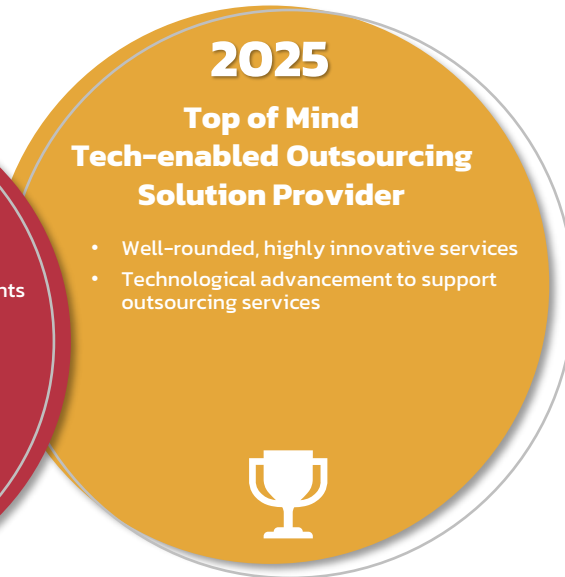 2025
Top of Mind
Tech-enabled Outsourcing
Solution Provider
• Well-rounded, highly innovative services
• Technological advancement to support
outsourcing services
nts